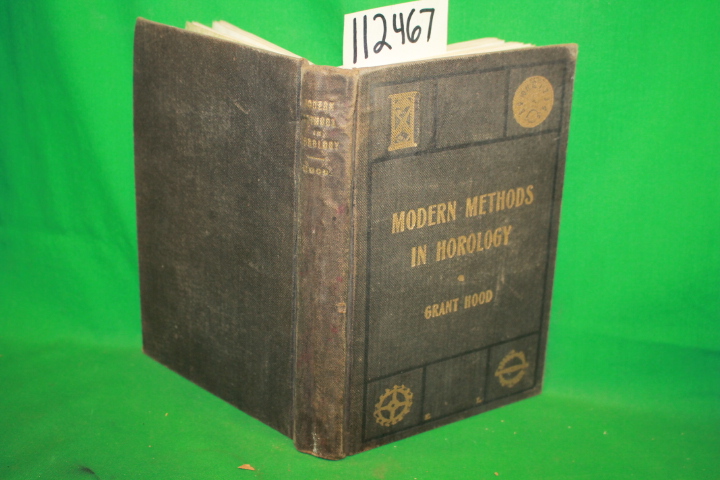 112467
MODERN
METHODS
IN
HOROLOGY
HOOD
MODERN METHODS
IN HOROLOGY
GRANT HOOD